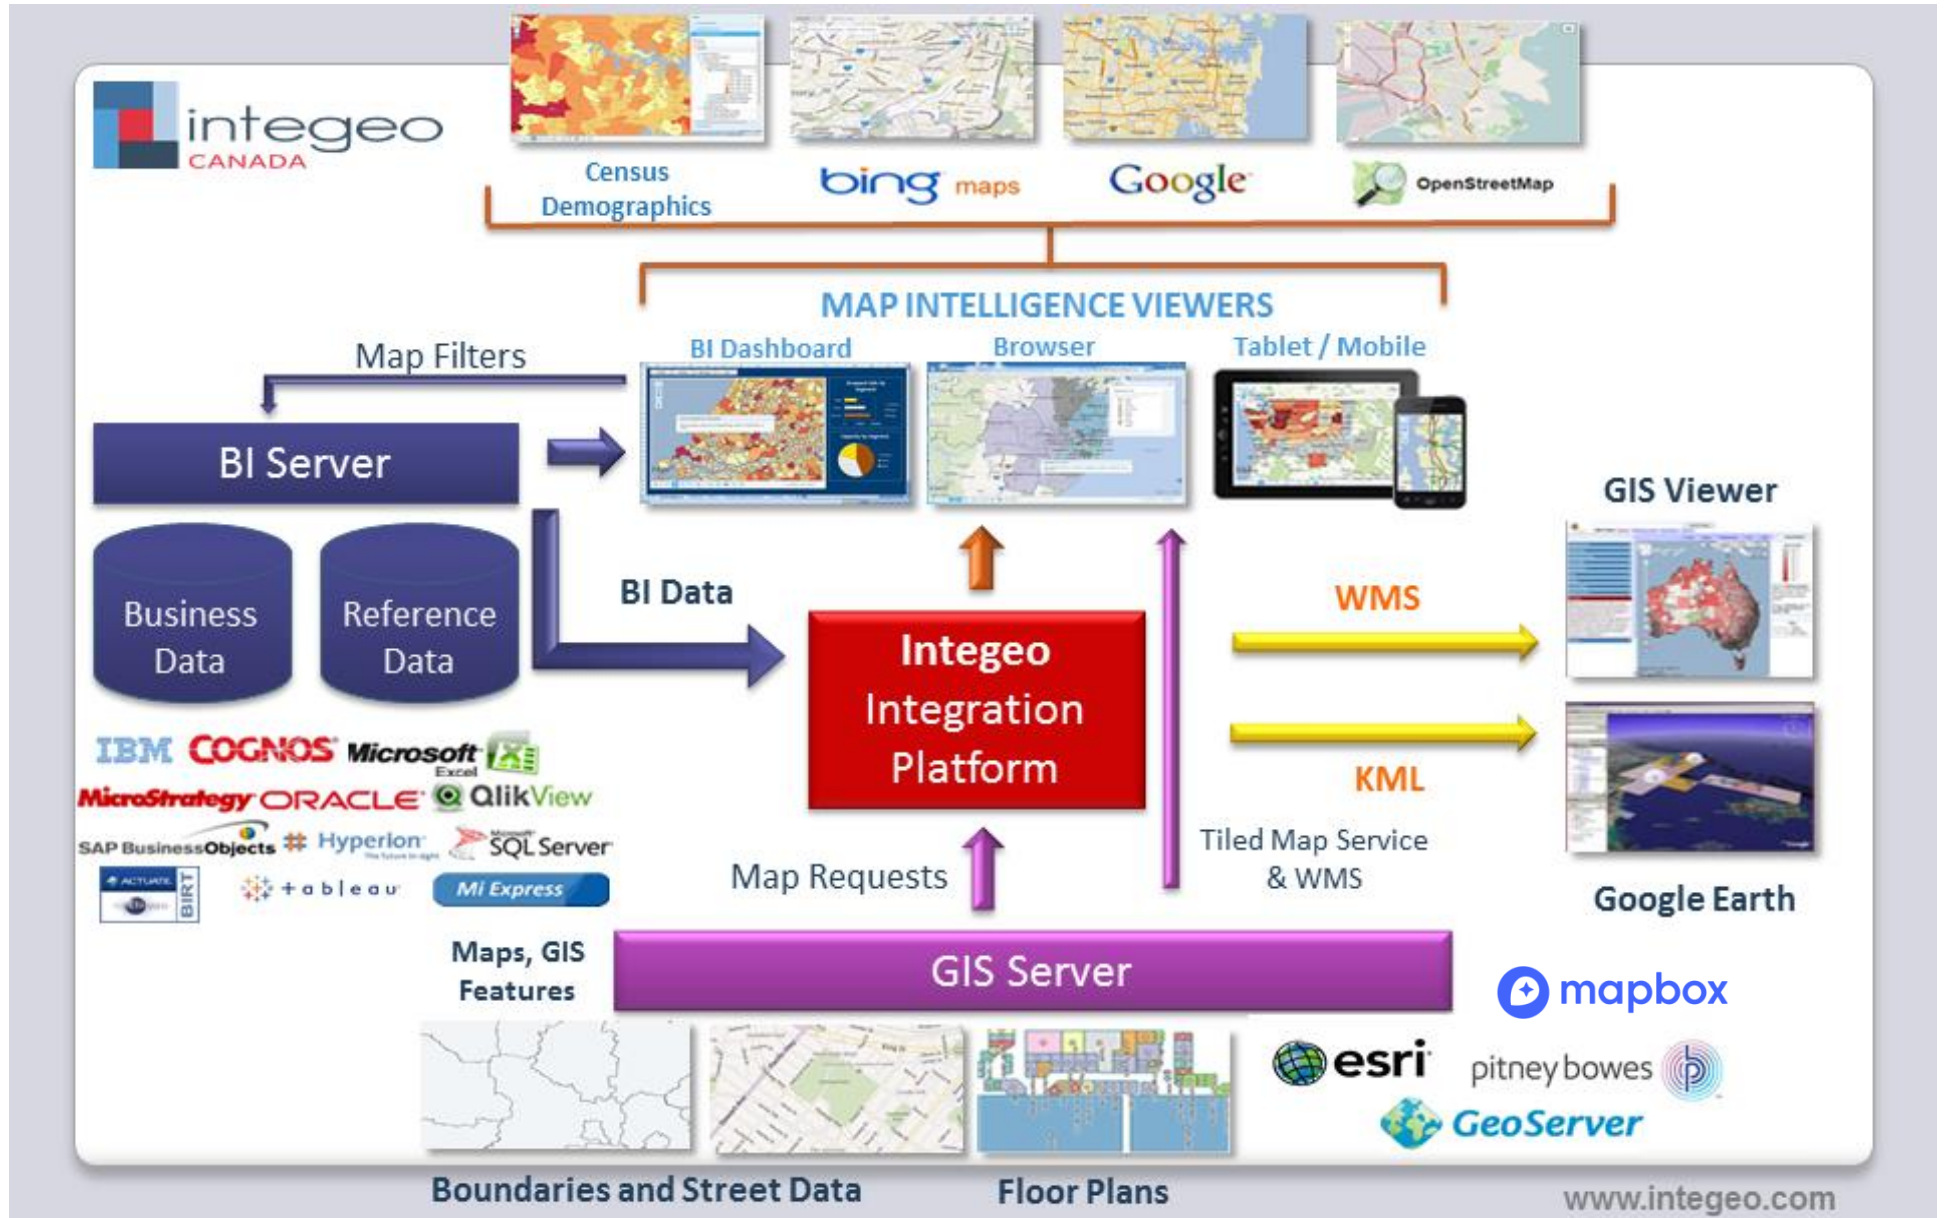 integeo
CANADA
Census
Demographics
bing maps
Google
OpenStreetMap
MAP INTELLIGENCE VIEWERS
Map Filters
BI Dashboard
Browser
Tablet / Mobile
BI Server
GIS Viewer
Business
Data
Reference
Data
BI Data
WMS
Integeo
Integration
Platform
KML
IBM COGNOS Microsoft
Excel
MicroStrategy ORACLE QlikView
SAP BusinessObjects Hyperion Microsoft SQL Server
ACTUATE BIRT
+ a b l e a u
Mi Express
Map Requests
Tiled Map Service
& WMS
Google Earth
Maps, GIS
Features
GIS Server
mapbox
esri
pitney bowes
GeoServer
Boundaries and Street Data
Floor Plans
www.integeo.com